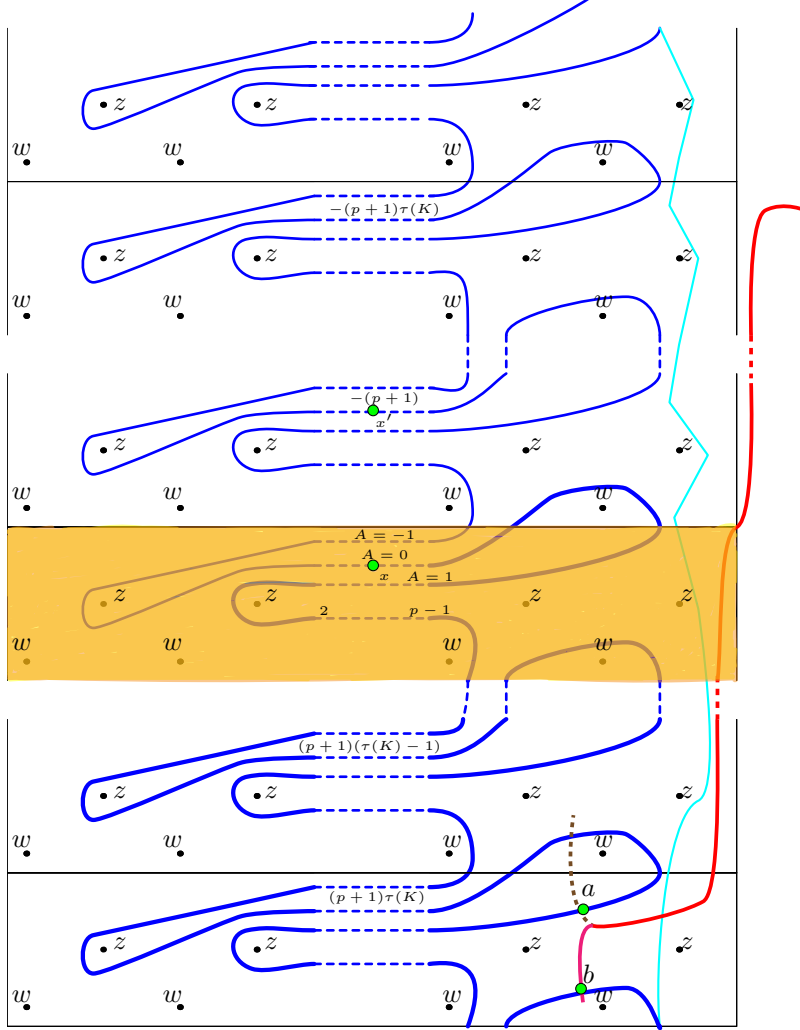 z z z z
w w w w
−(p + 1)τ(K)
z z z z
w w w w
−(p + 1)
x′
z z z z
w w w w
A = −1
A = 0
x A = 1
z z z z
2 p − 1
w w w w
(p + 1)(τ(K) − 1)
z z z z
w w w w
a
(p + 1)τ(K)
z z z z
b
w w w w